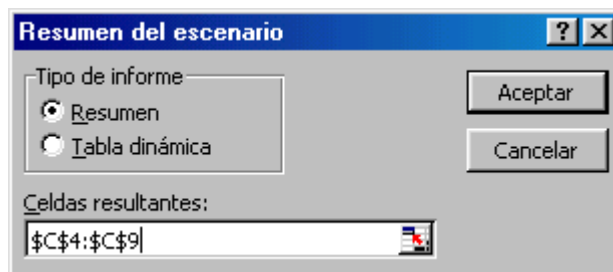 Resumen del escenario
Tipo de informe
Resumen
Tabla dinámica
Aceptar
Cancelar
Celdas resultantes:
$C$4:$C$9